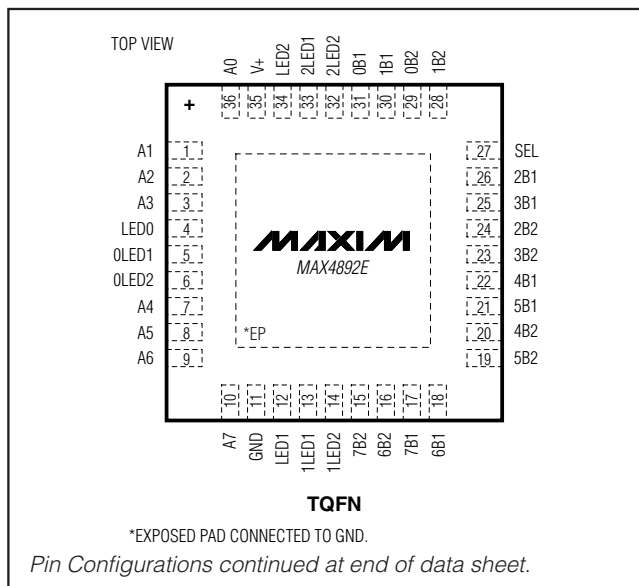 TOP VIEW
A0 V+ LED2 2LED1 2LED2 0B1 1B1 0B2 1B2
+ 36 35 34 33 32 31 30 29 28
A1 1 27 SEL
A2 2 26 2B1
A3 3 25 3B1
LED0 4 24 2B2
0LED1 5 23 3B2
0LED2 6 22 4B1
A4 7 21 5B1
A5 8 20 4B2
A6 9 19 5B2
MAXIM
MAX4892E
*EP
10 11 12 13 14 15 16 17 18
A7 GND LED1 1LED1 1LED2 7B2 6B2 7B1 6B1
TQFN
*EXPOSED PAD CONNECTED TO GND.
Pin Configurations continued at end of data sheet.